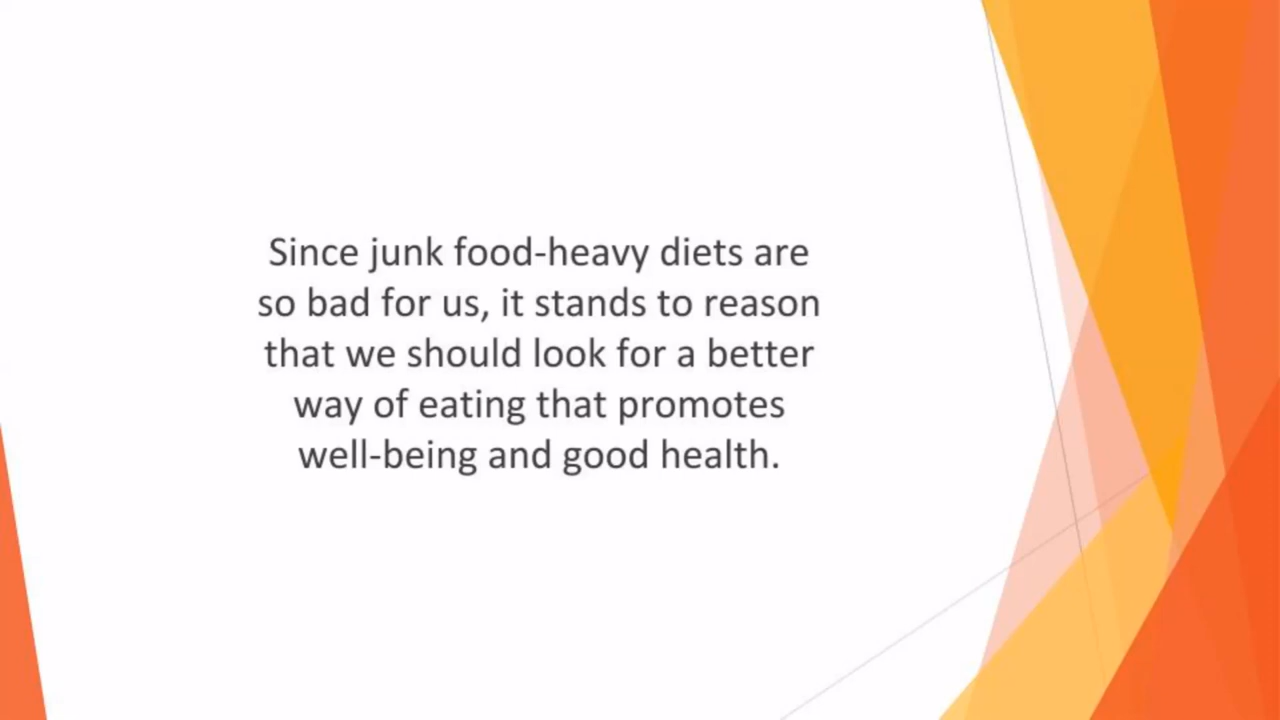 Since junk food-heavy diets are
so bad for us, it stands to reason
that we should look for a better
way of eating that promotes
well-being and good health.